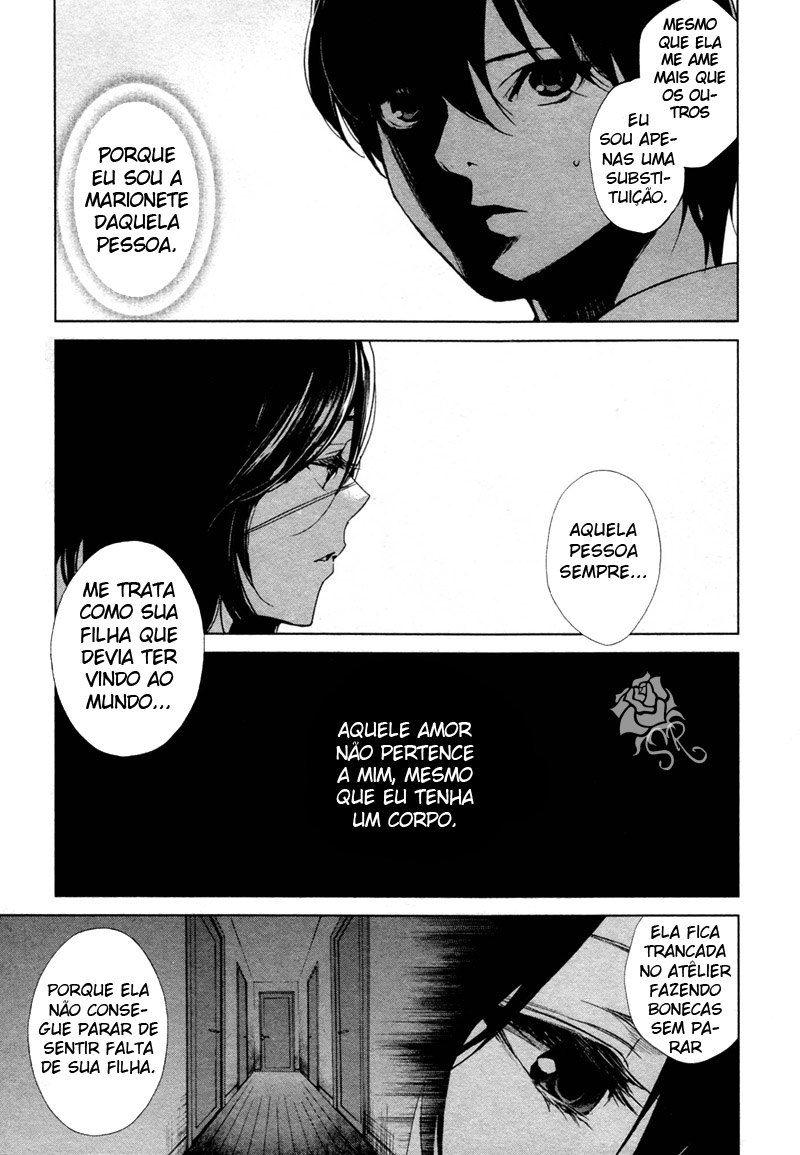 MESMO
QUE ELA
ME AME
MAIS QUE
OS OU-
TROS
EU
SOU APE-
NAS UMA
SUBSTI-
TUIÇÃO.
PORQUE
EU SOU A
MARIONETE
DAQUELA
PESSOA.
AQUELA
PESSOA
SEMPRE...
ME TRATA
COMO SUA
FILHA QUE
DEVIA TER
VINDO AO
MUNDO...
AQUELE AMOR
NÃO PERTENCE
A MIM, MESMO
QUE EU TENHA
UM CORPO.
SR
ELA FICA
TRANCADA
NO ATÊLIER
FAZENDO
BONECAS
SEM PA-
RAR
PORQUE ELA
NÃO CONSE-
GUE PARAR DE
SENTIR FALTA
DE SUA FILHA.